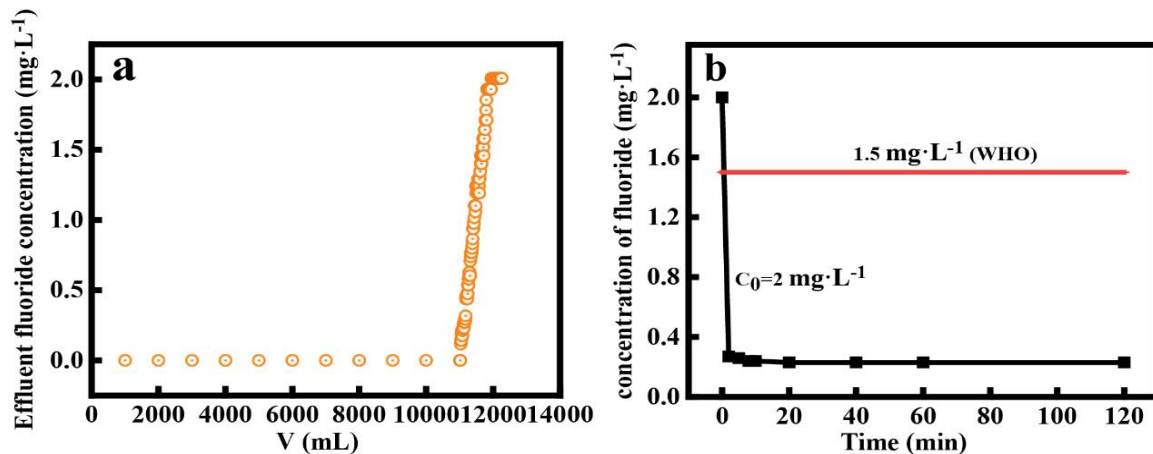 a
Effluent fluoride concentration (mg·L-1)
2.0
1.5
1.0
0.5
0.0
0 2000 4000 6000 8000 10000 12000 14000
V (mL)
b
concentration of fluoride (mg·L-1)
2.0
1.6
1.2
0.8
0.4
0.0
1.5 mg·L-1 (WHO)
C0=2 mg·L-1
0 20 40 60 80 100 120
Time (min)